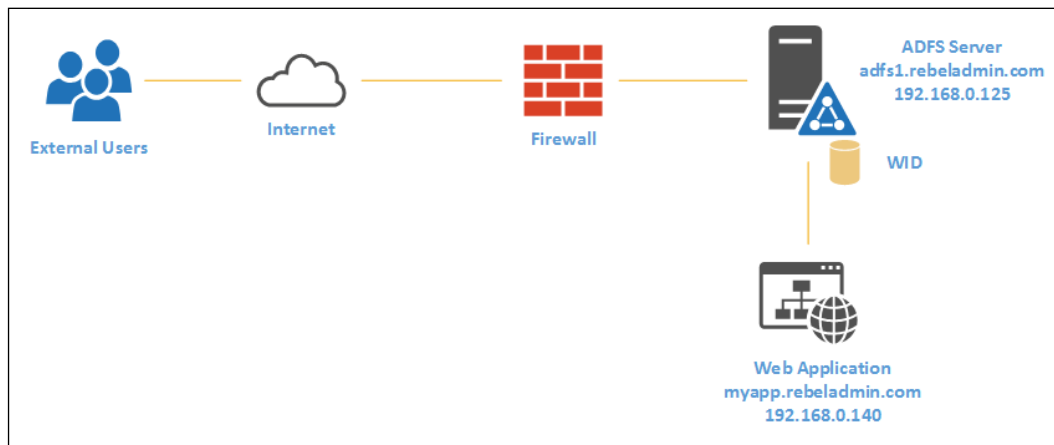 External Users
Internet
Firewall
ADFS Server
adfs1.rebeladmin.com
192.168.0.125
WID
Web Application
myapp.rebeladmin.com
192.168.0.140